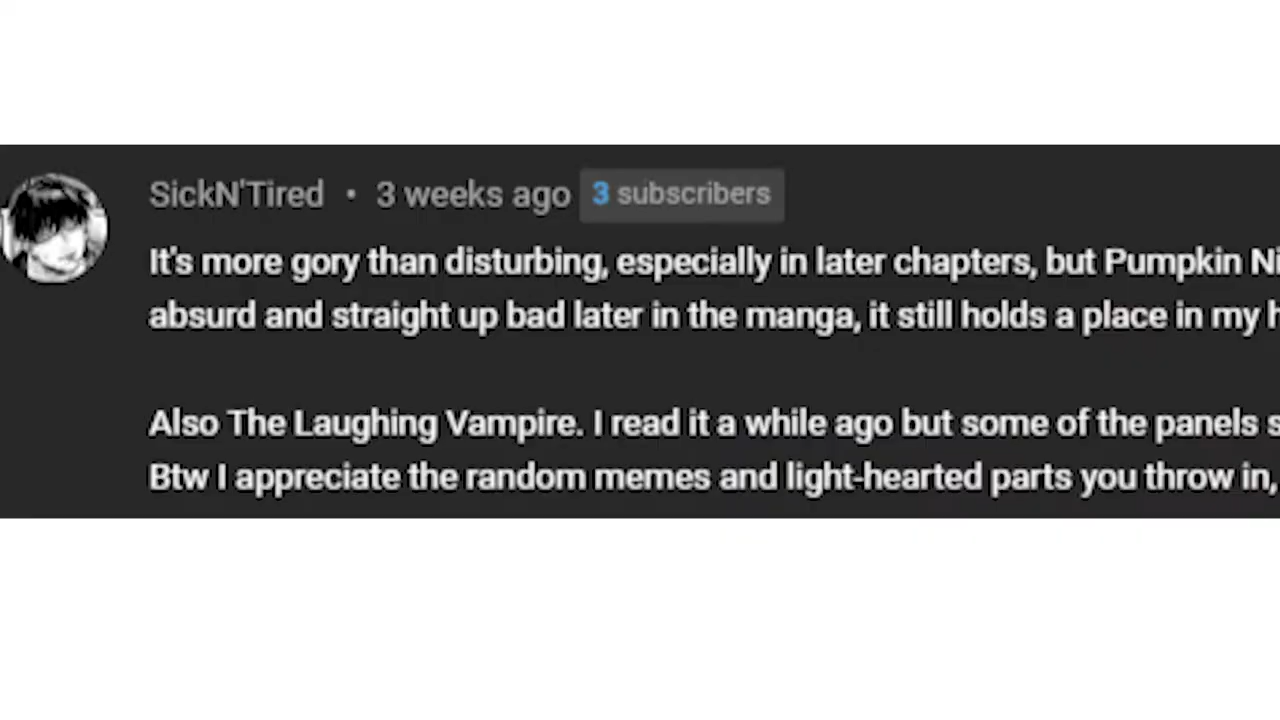 SickN'Tired • 3 weeks ago 3 subscribers
It's more gory than disturbing, especially in later chapters, but Pumpkin
absurd and straight up bad later in the manga, it still holds a place in my
Also The Laughing Vampire. I read it a while ago but some of the panels
Btw I appreciate the random memes and light-hearted parts you throw in,